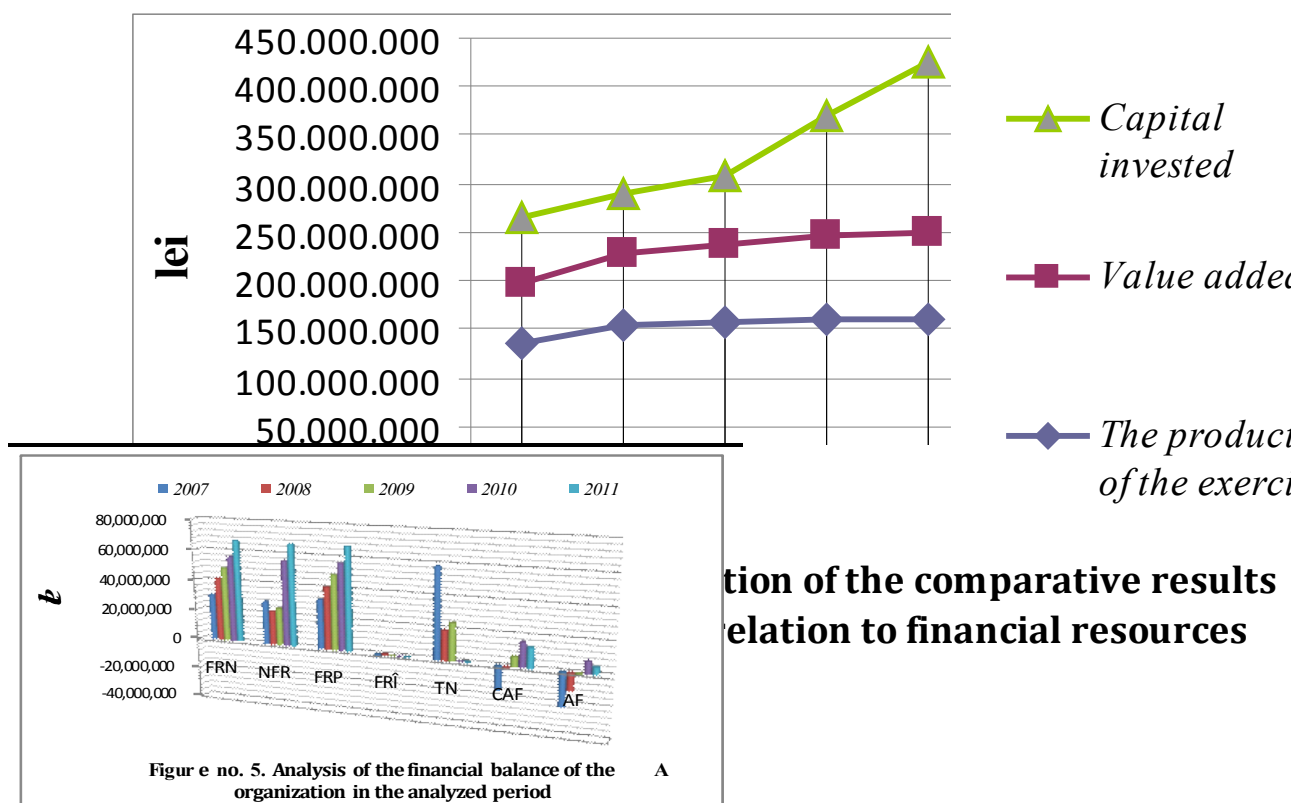 450.000.000
400.000.000
350.000.000
300.000.000
250.000.000
200.000.000
150.000.000
100.000.000
50.000.000
lei
Capital
invested
Value added
The product
of the exerci
tion of the comparative results
relation to financial resources
2007 2008 2009 2010 2011
80,000,000
60,000,000
40,000,000
20,000,000
0
-20,000,000
-40,000,000
FRN NFR FRP FRÎ TN CAF AF
Figur e no. 5. Analysis of the financial balance of the A
organization in the analyzed period